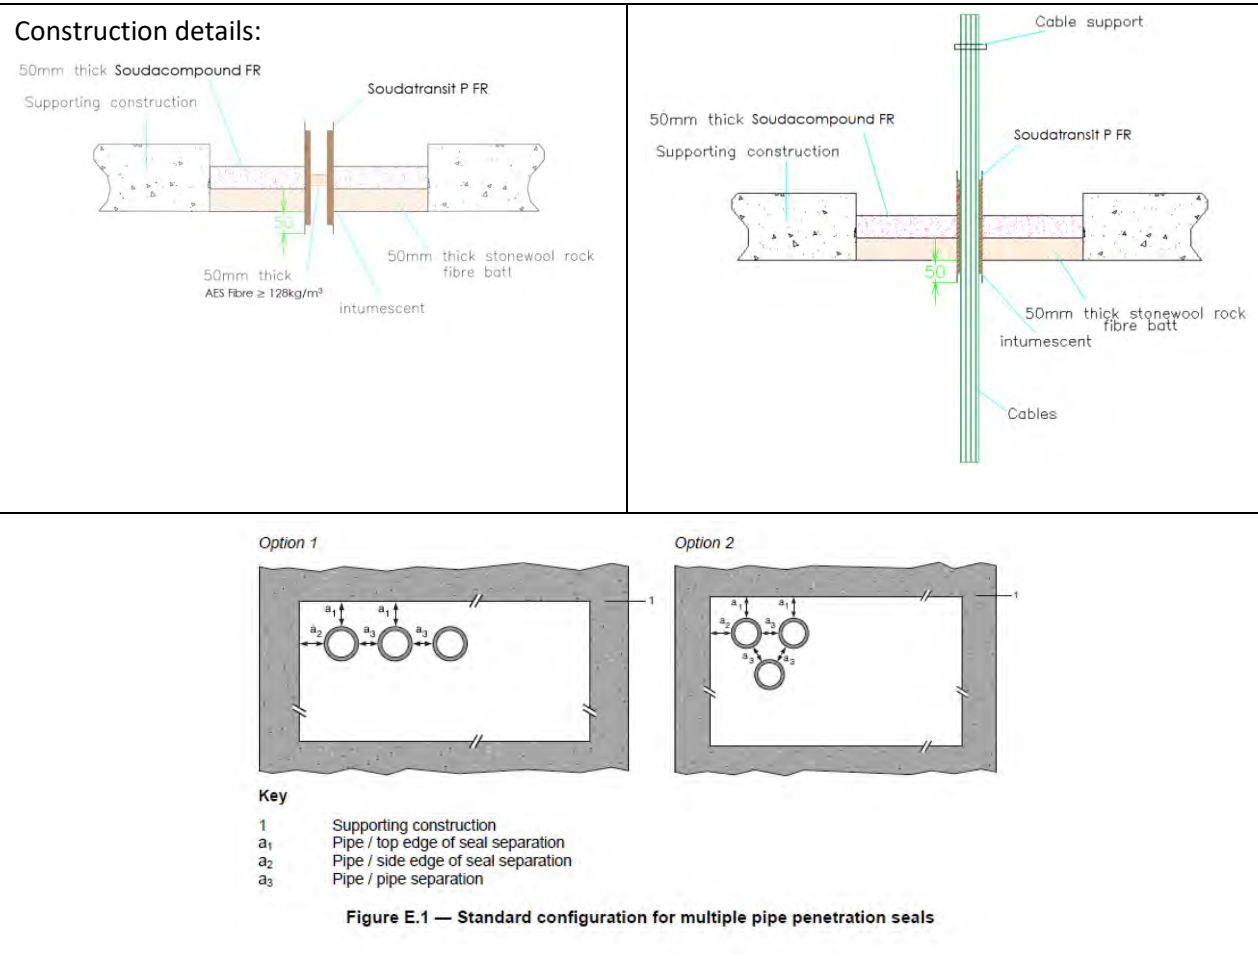 Construction details:
50mm thick Soudacompound FR
Supporting construction
Soudatransit P FR
50
50mm thick stonewool rock
fibre batt
50mm thick
AES Fibre ≥ 128kg/m³
intumescent
Cable support
50mm thick Soudacompound FR
Supporting construction
Soudatransit P FR
50
50mm thick stonewool rock
fibre batt
intumescent
Cables
Option 1
a₁
a₁
a₂
a₃
a₃
1
Option 2
a₁
a₁
a₂
a₃
a₃
a₃
1
Key
1 Supporting construction
a₁ Pipe / top edge of seal separation
a₂ Pipe / side edge of seal separation
a₃ Pipe / pipe separation
Figure E.1 — Standard configuration for multiple pipe penetration seals